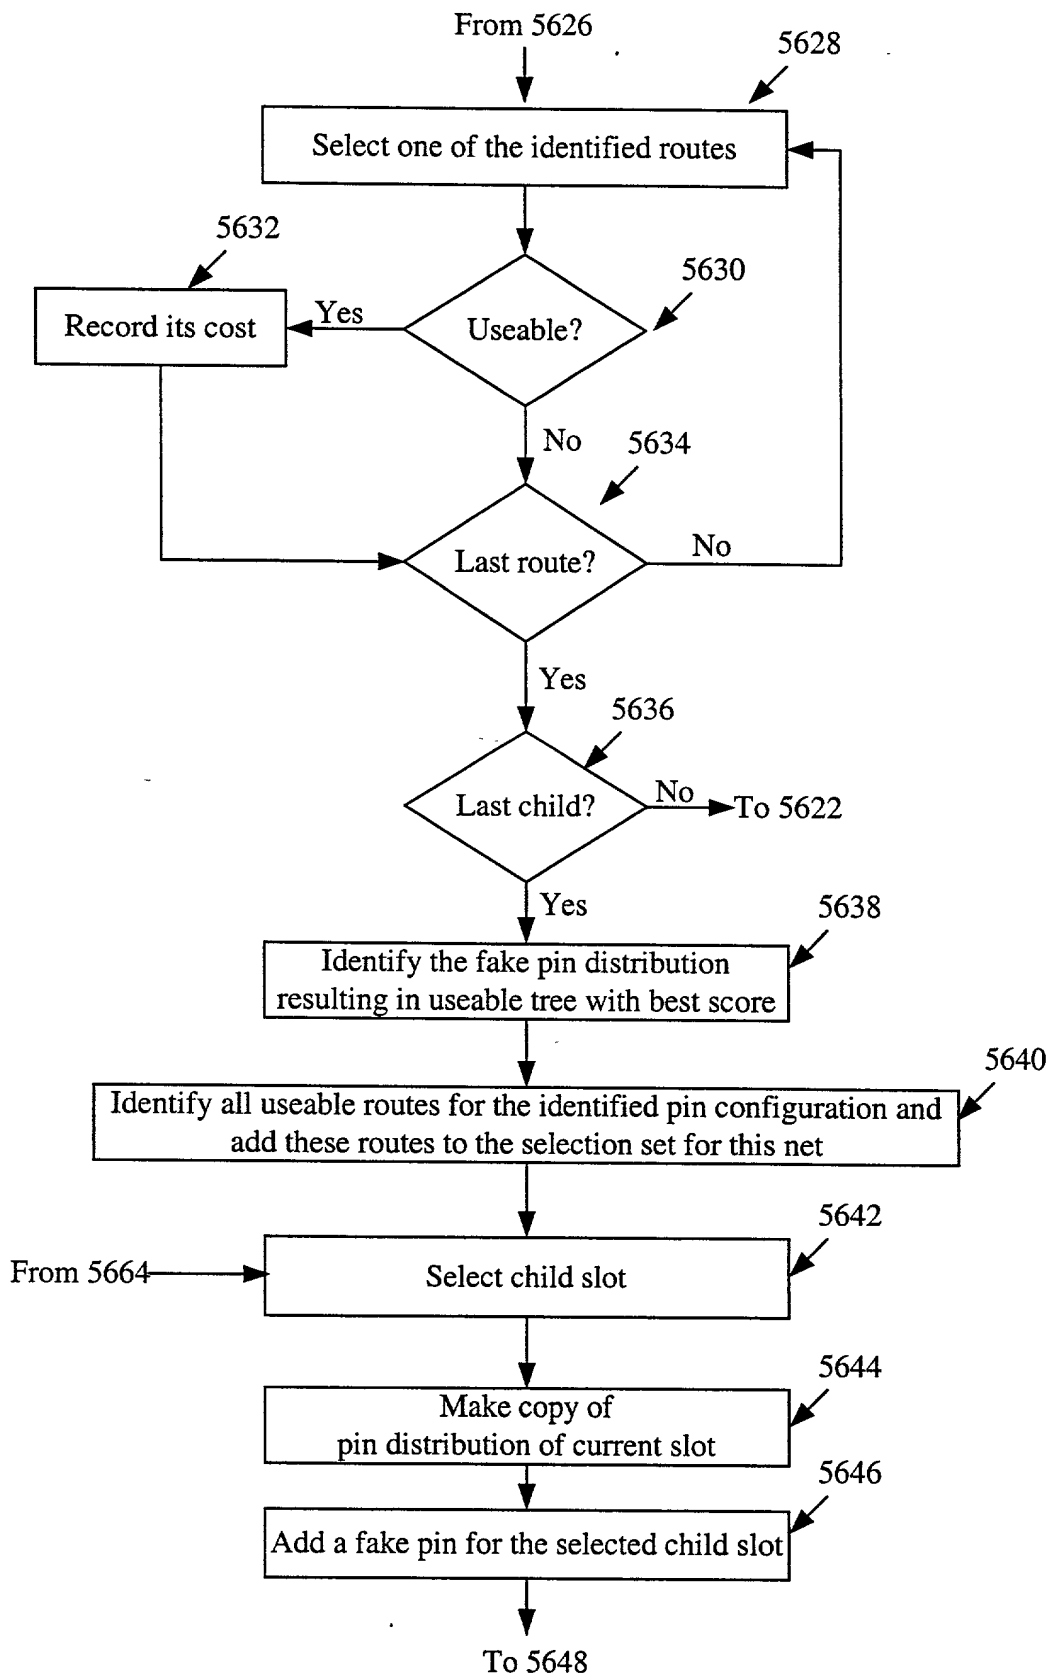 From 5626
5628
Select one of the identified routes
5632
5630
Record its cost
Yes
Useable?
No
5634
Last route?
No
Yes
5636
Last child?
No
To 5622
Yes
5638
Identify the fake pin distribution
resulting in useable tree with best score
5640
Identify all useable routes for the identified pin configuration and
add these routes to the selection set for this net
5642
From 5664
Select child slot
5644
Make copy of
pin distribution of current slot
5646
Add a fake pin for the selected child slot
To 5648